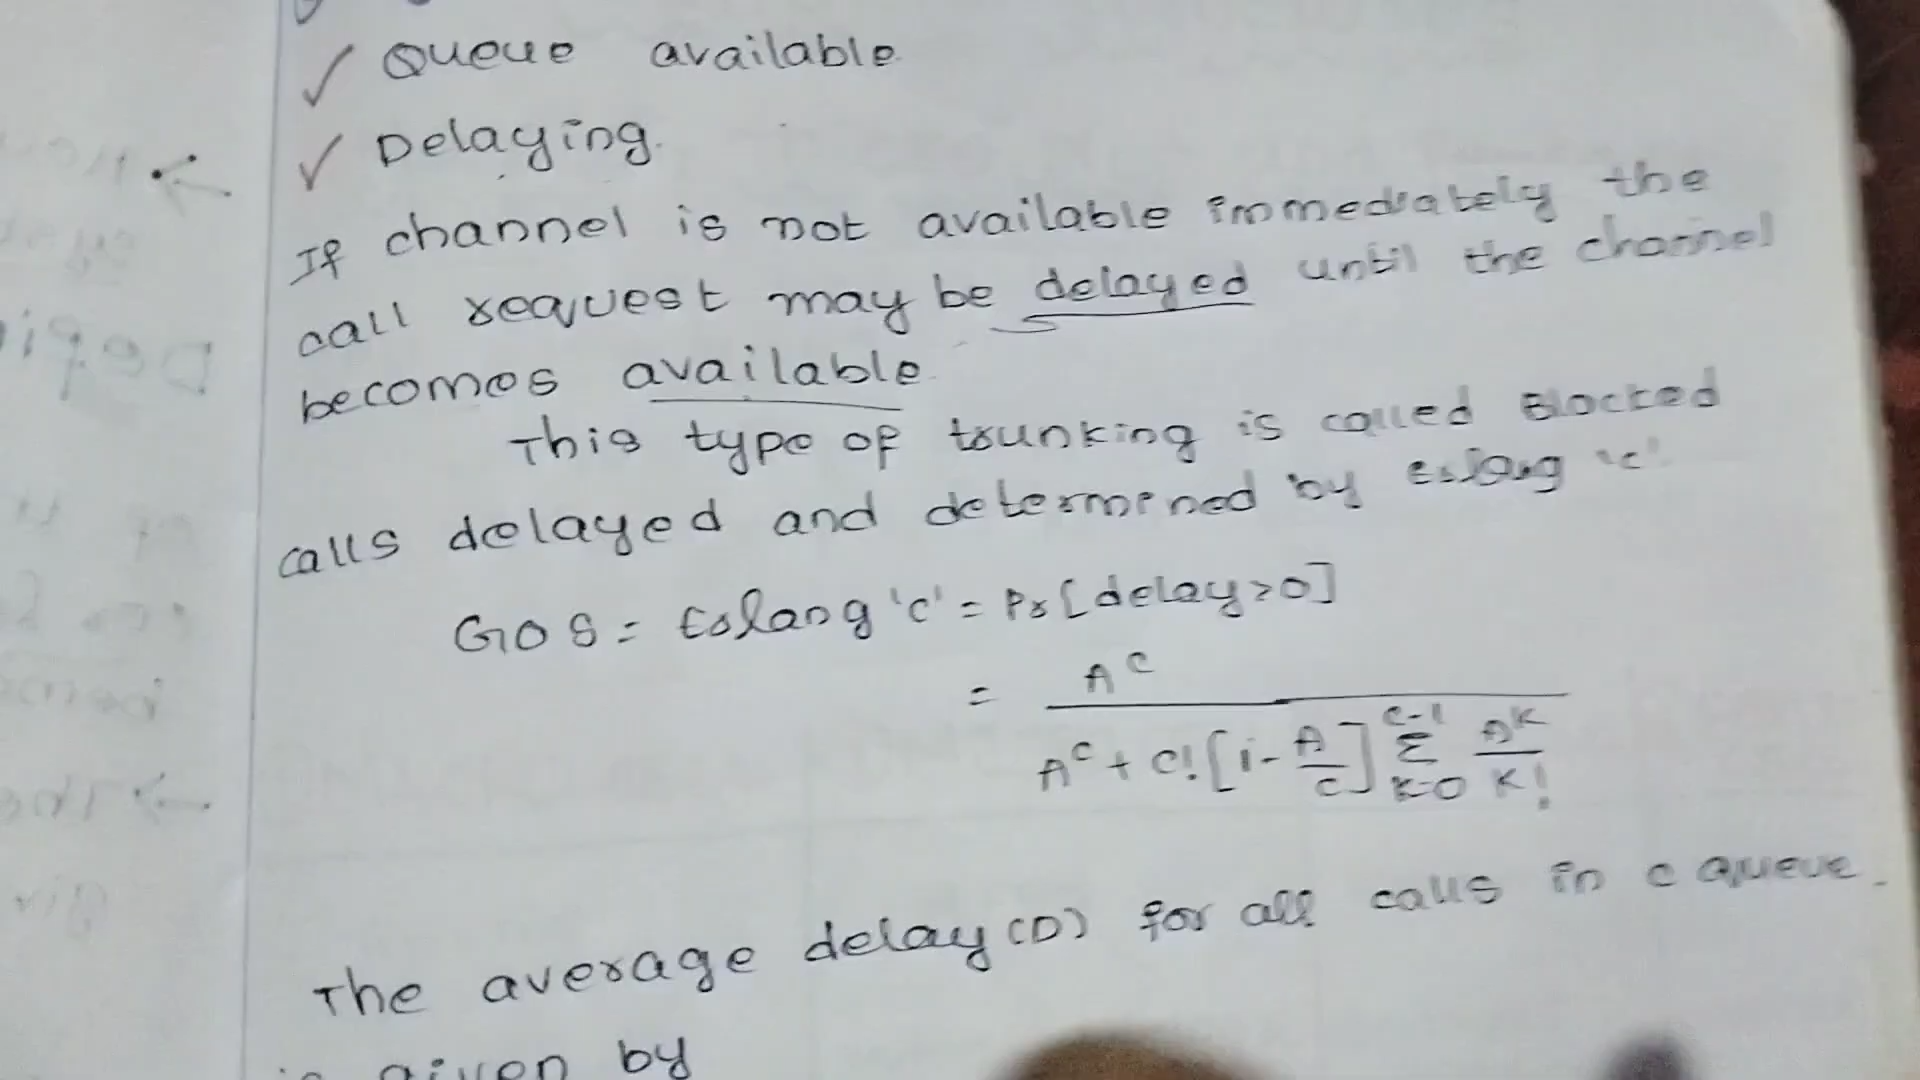 ✓ Queue available.
✓ Delaying.
If channel is not available immediately the
call request may be delayed until the channel
becomes available.
This type of trunking is called Blocked
calls delayed and determined by Erlang 'c'.
GOS = Erlang 'c' = Pr[delay>0]
= A^C / (A^C + C! [1 - A/C] Σ_{K=0}^{C-1} A^K/K!)
The average delay (D) for all calls in c queue.
is given by